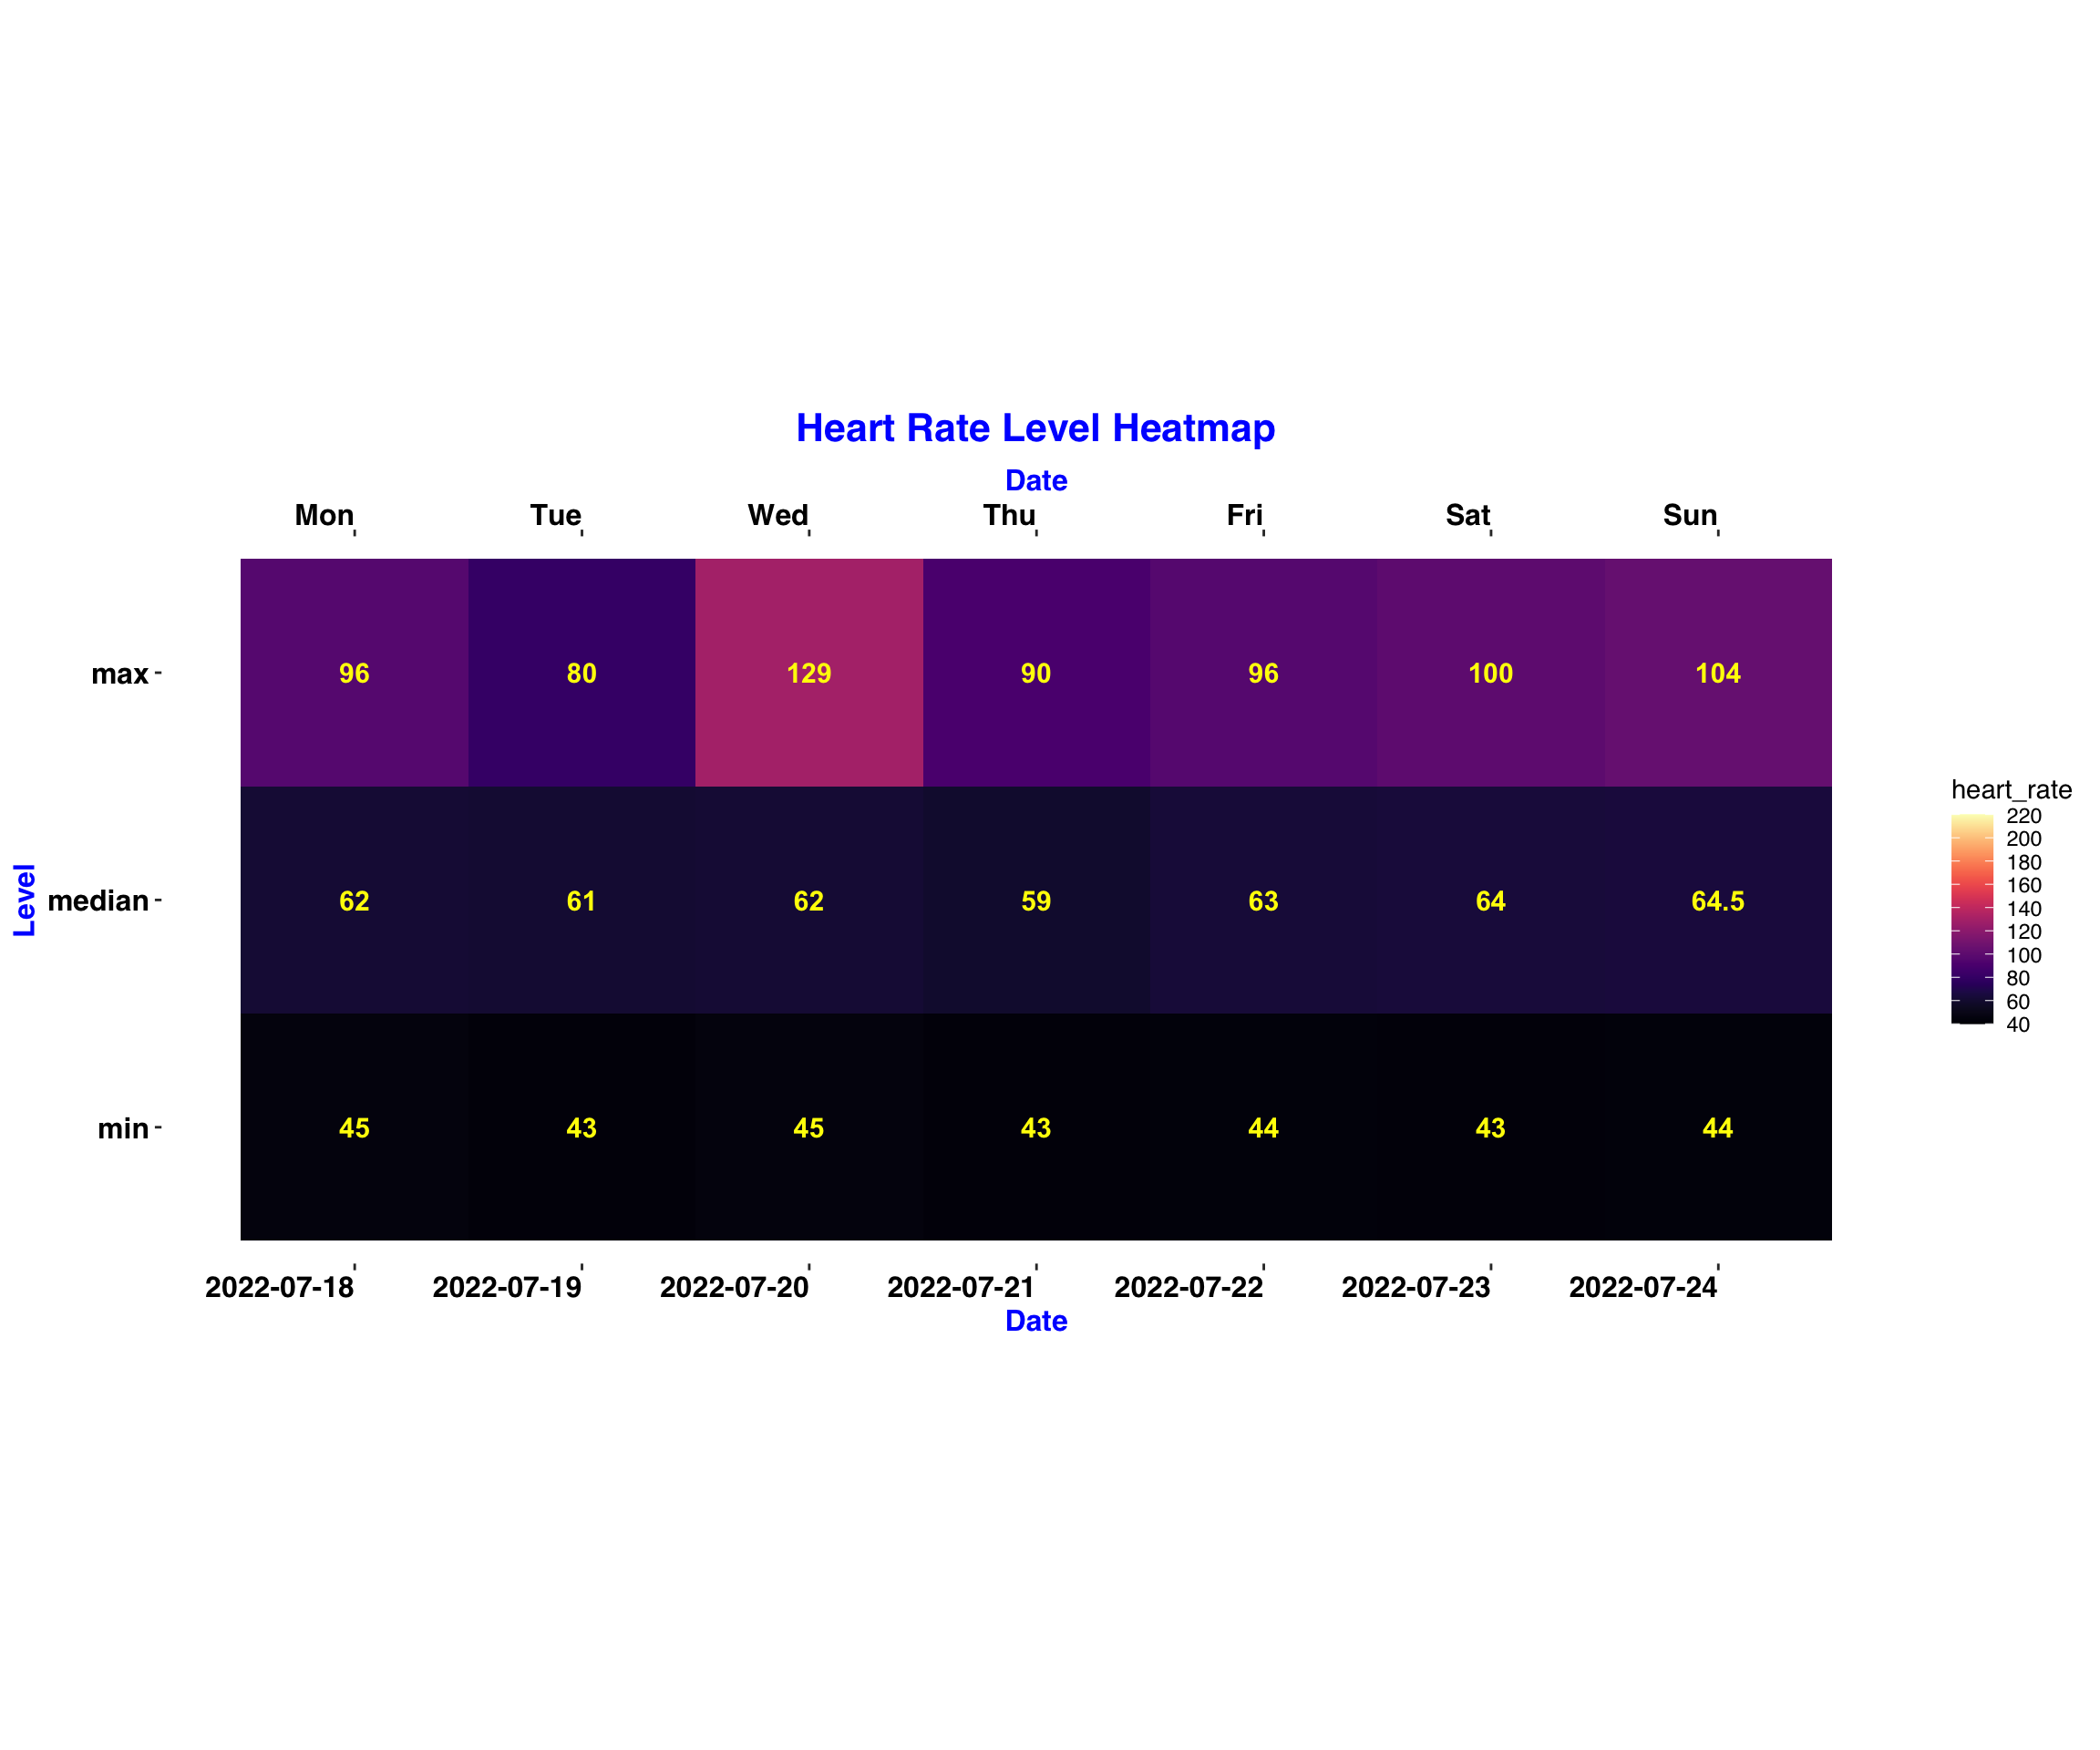 Heart Rate Level Heatmap
Date
Mon Tue Wed Thu Fri Sat Sun
max 96 80 129 90 96 100 104
Level
median 62 61 62 59 63 64 64.5
min 45 43 45 43 44 43 44
2022-07-18 2022-07-19 2022-07-20 2022-07-21 2022-07-22 2022-07-23 2022-07-24
Date
heart_rate
220
200
180
160
140
120
100
80
60
40